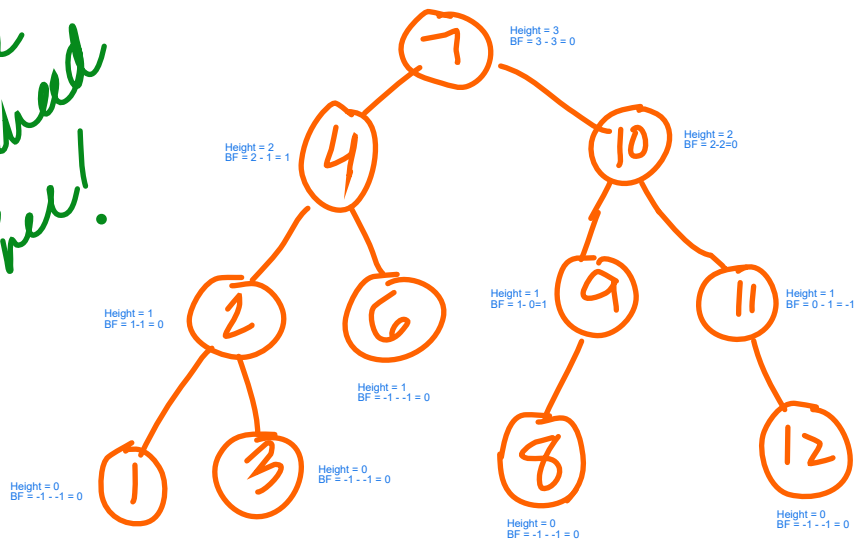 7
Height = 3
BF = 3 - 3 = 0
4
Height = 2
BF = 2 - 1 = 1
10
Height = 2
BF = 2-2=0
2
Height = 1
BF = 1-1 = 0
6
Height = 1
BF = -1 - -1 = 0
9
Height = 1
BF = 1- 0=1
11
Height = 1
BF = 0 - 1 = -1
1
Height = 0
BF = -1 - -1 = 0
3
Height = 0
BF = -1 - -1 = 0
8
Height = 0
BF = -1 - -1 = 0
12
Height = 0
BF = -1 - -1 = 0